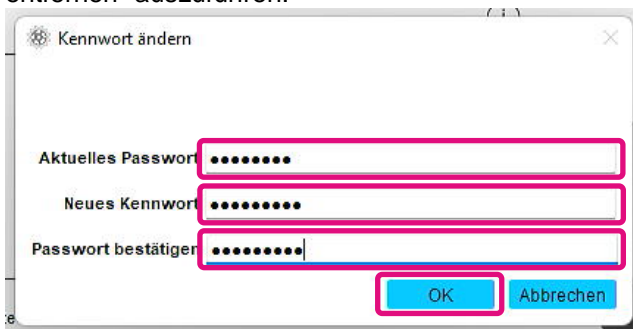 Kennwort ändern
Aktuelles Passwort ●●●●●●●●
Neues Kennwort ●●●●●●●●●
Passwort bestätigen ●●●●●●●●●
OK Abbrechen